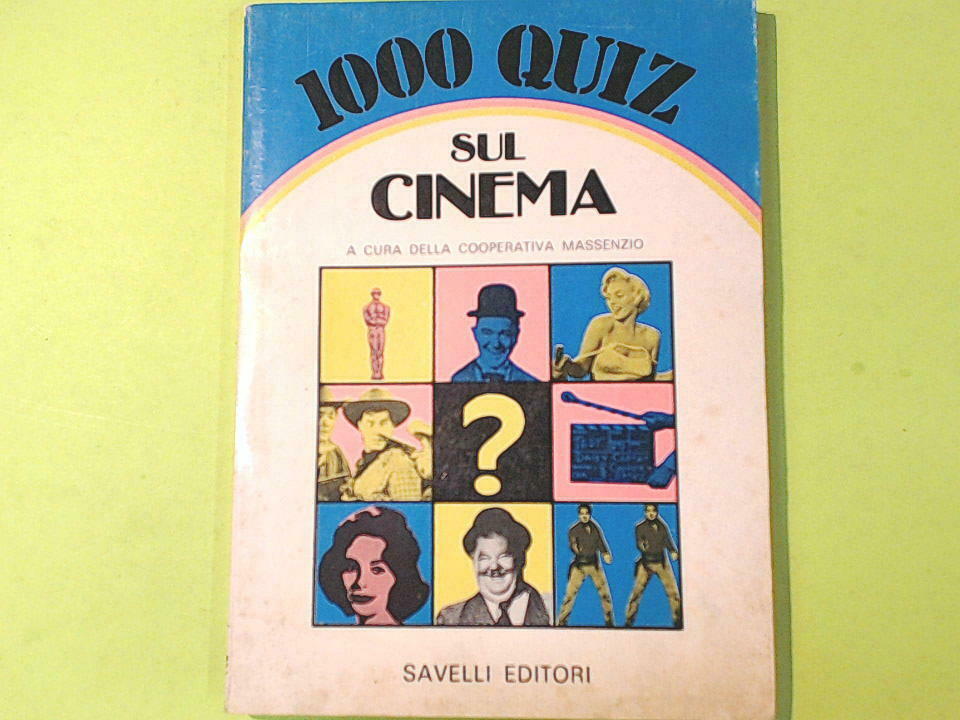 1000 QUIZ
SUL
CINEMA
A CURA DELLA COOPERATIVA MASSENZIO
?
SAVELLI EDITORI